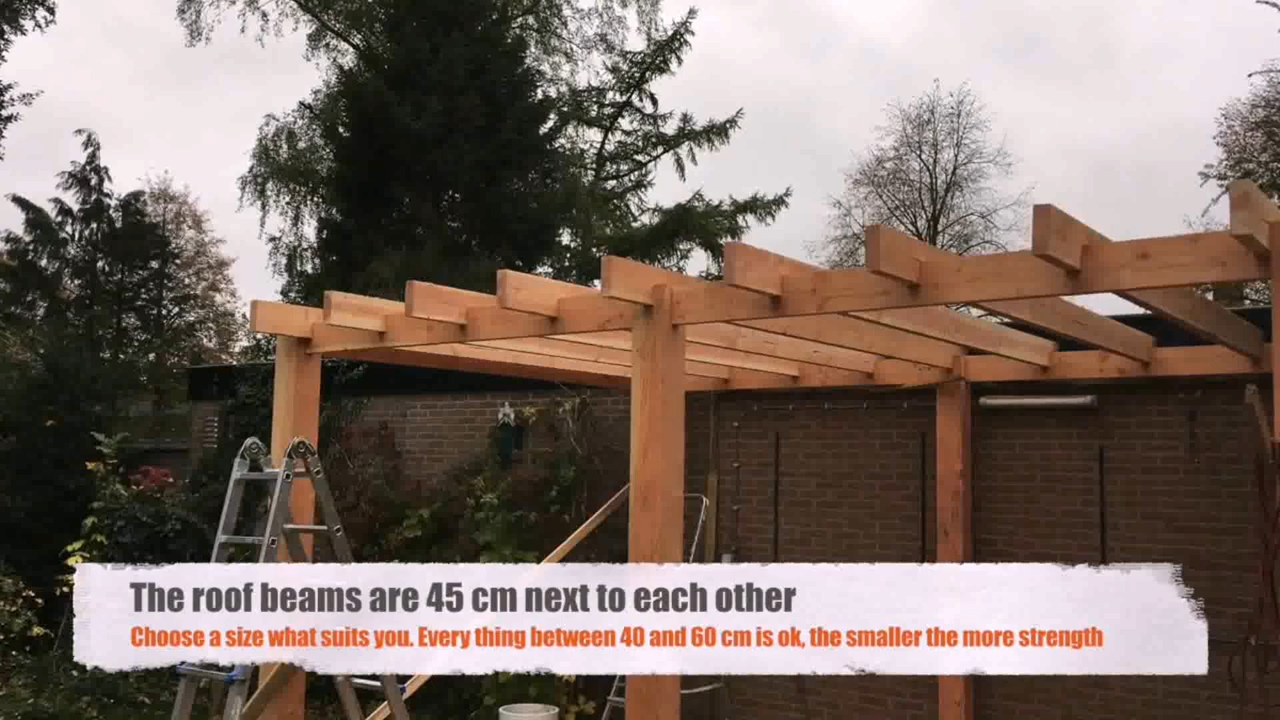 The roof beams are 45 cm next to each other
Choose a size what suits you. Every thing between 40 and 60 cm is ok, the smaller the more strength